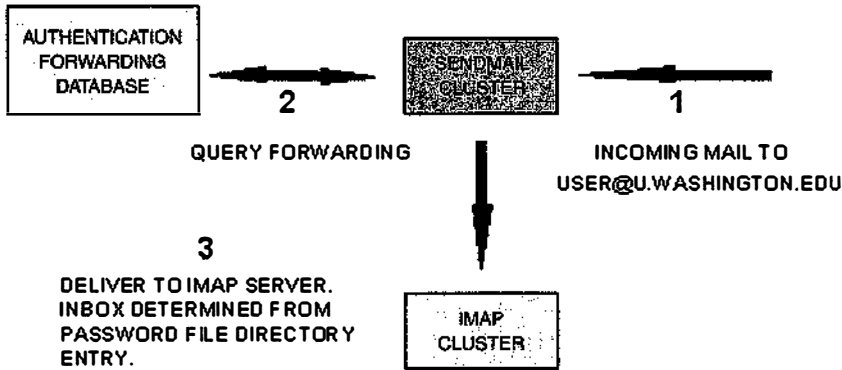 AUTHENTICATION
FORWARDING
DATABASE
SENDMAIL
CLUSTER
2
1
QUERY FORWARDING
INCOMING MAIL TO
USER@U.WASHINGTON.EDU
3
DELIVER TO IMAP SERVER.
INBOX DETERMINED FROM
PASSWORD FILE DIRECTORY
ENTRY.
IMAP
CLUSTER